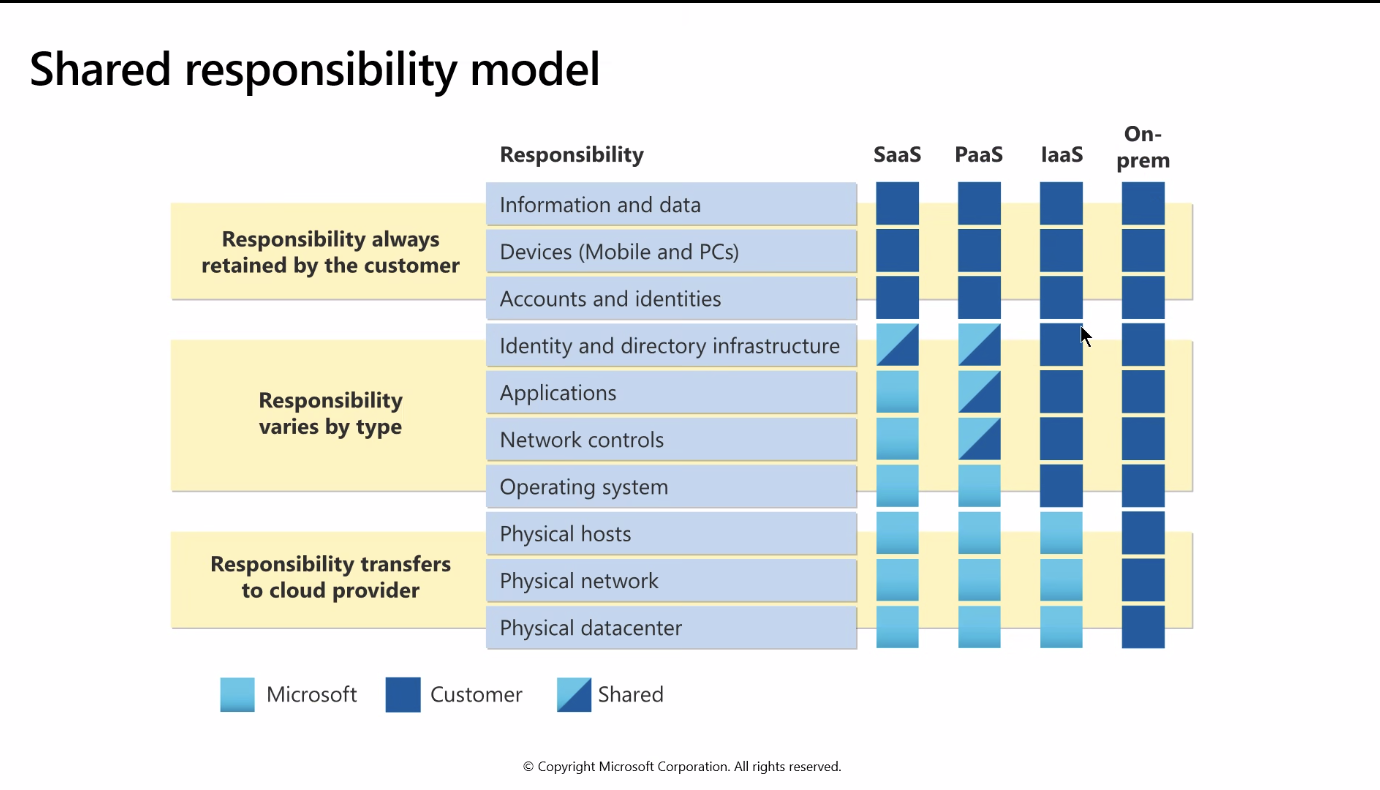 Shared responsibility model
Responsibility
SaaS
PaaS
IaaS
On-
prem
Responsibility always
retained by the customer
Information and data
Devices (Mobile and PCs)
Accounts and identities
Responsibility
varies by type
Identity and directory infrastructure
Applications
Network controls
Operating system
Responsibility transfers
to cloud provider
Physical hosts
Physical network
Physical datacenter
Microsoft
Customer
Shared
© Copyright Microsoft Corporation. All rights reserved.